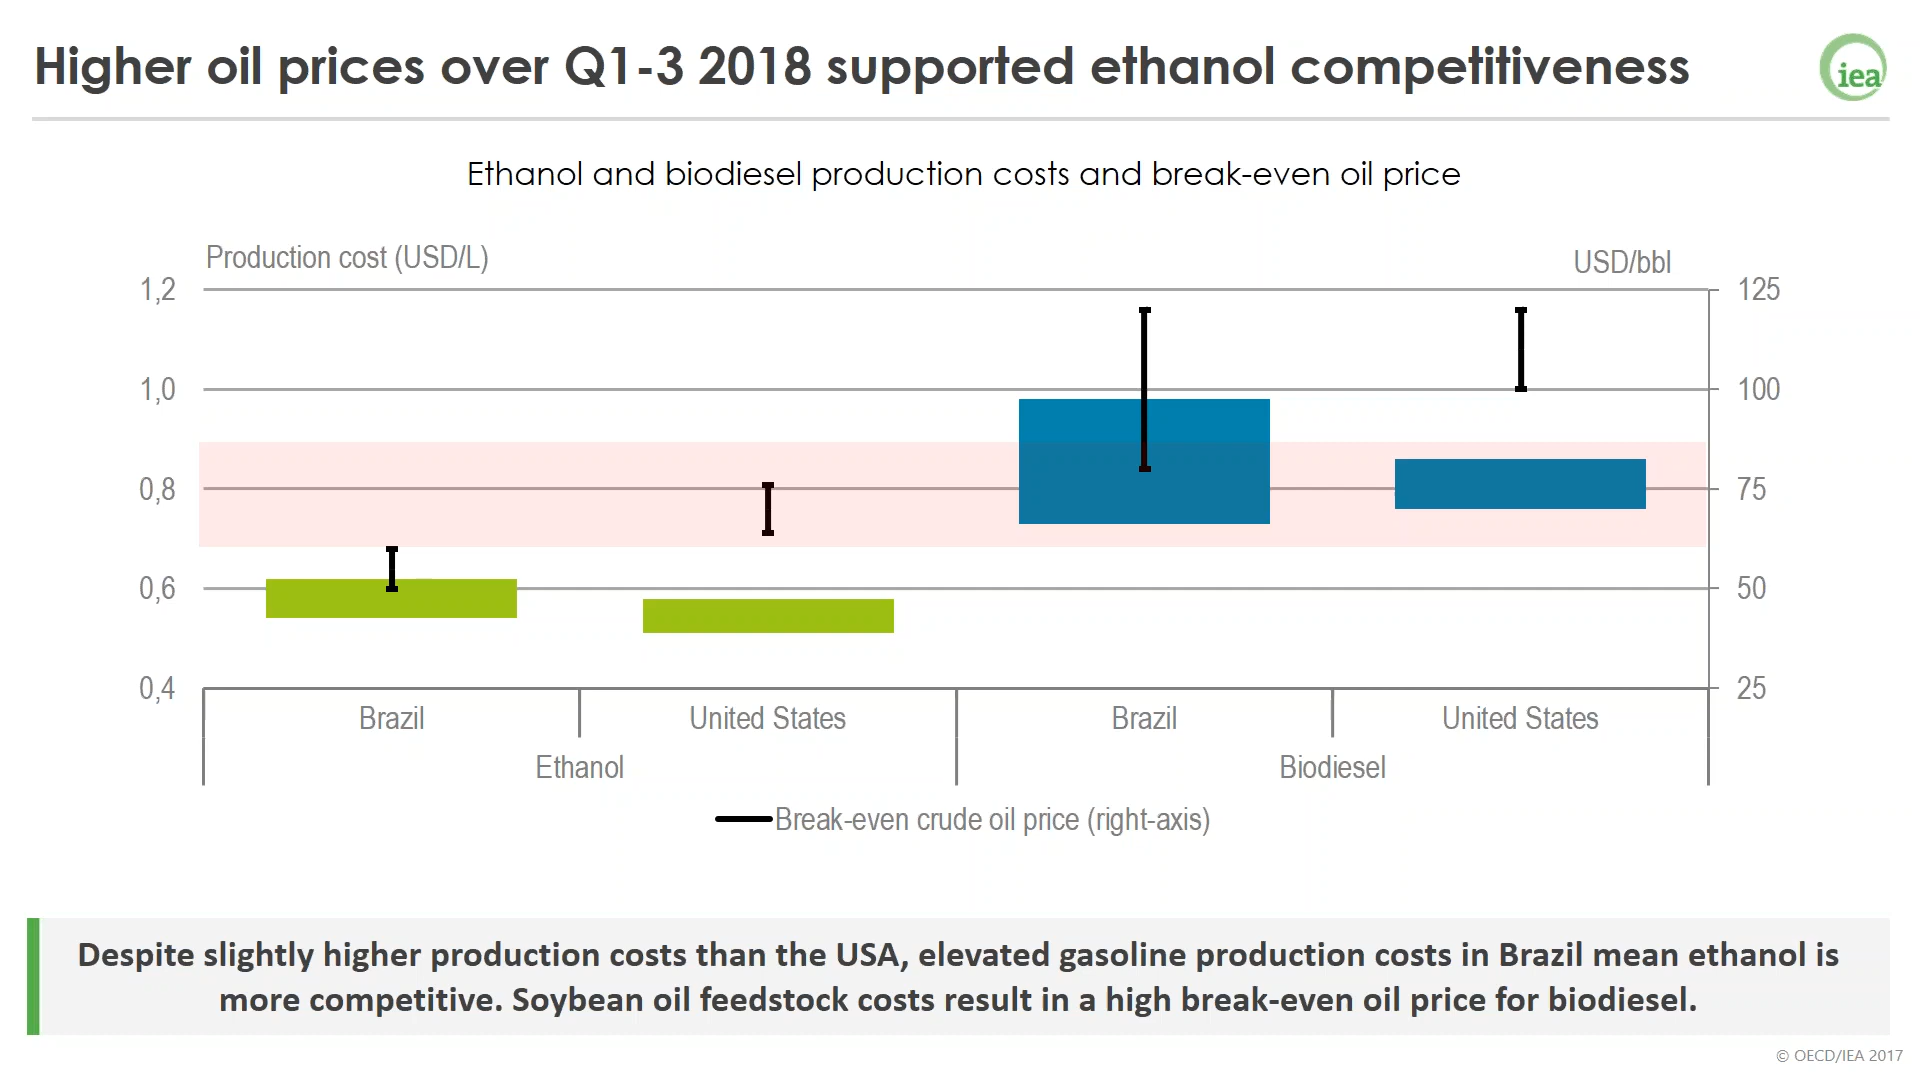 Higher oil prices over Q1-3 2018 supported ethanol competitiveness
iea
Ethanol and biodiesel production costs and break-even oil price
Production cost (USD/L)
USD/bbl
1,2
125
1,0
100
0,8
75
0,6
50
0,4
25
Brazil
United States
Brazil
United States
Ethanol
Biodiesel
Break-even crude oil price (right-axis)
Despite slightly higher production costs than the USA, elevated gasoline production costs in Brazil mean ethanol is
more competitive. Soybean oil feedstock costs result in a high break-even oil price for biodiesel.
© OECD/IEA 2017